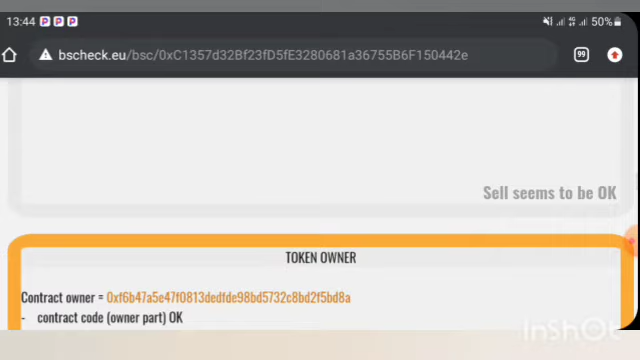 13:44 P P P 50%
bscheck.eu/bsc/0xC1357d32Bf23fD5fE3280681a36755B6F150442e 99
Sell seems to be OK
TOKEN OWNER
Contract owner = 0xf6b47a5e47f0813dedfde98bd5732c8bd2f5bd8a
- contract code (owner part) OK
InShOt